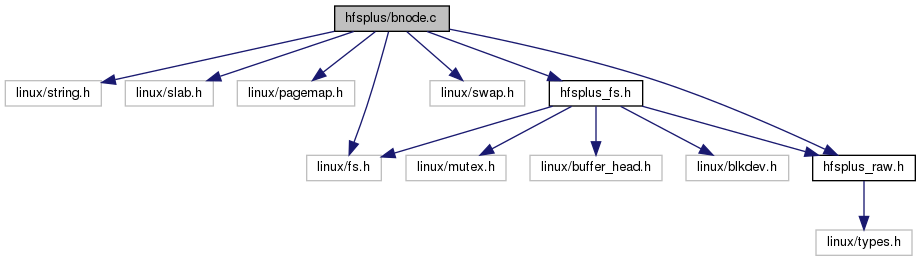 hfsplus/bnode.c
linux/string.h
linux/slab.h
linux/pagemap.h
linux/swap.h
hfsplus_fs.h
linux/fs.h
linux/mutex.h
linux/buffer_head.h
linux/blkdev.h
hfsplus_raw.h
linux/types.h